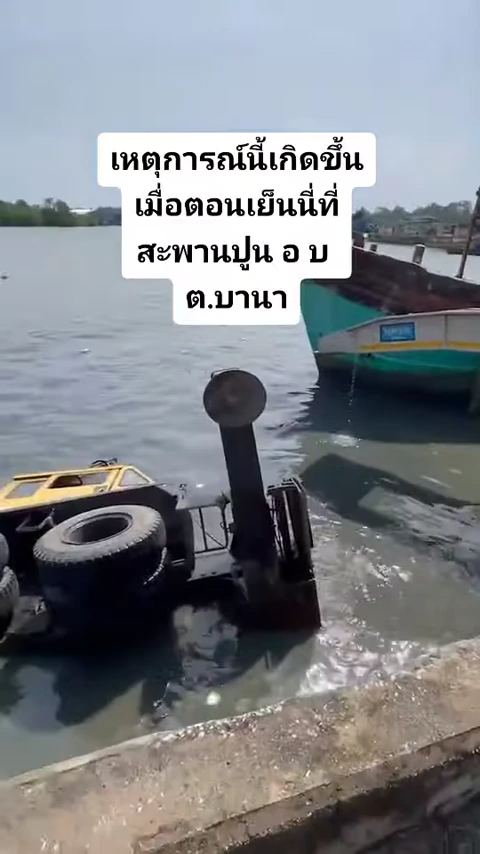 เหตุการณ์นี้เกิดขึ้น
เมื่อตอนเย็นนี่ที่
สะพานปูน อ บ
ต.บานา